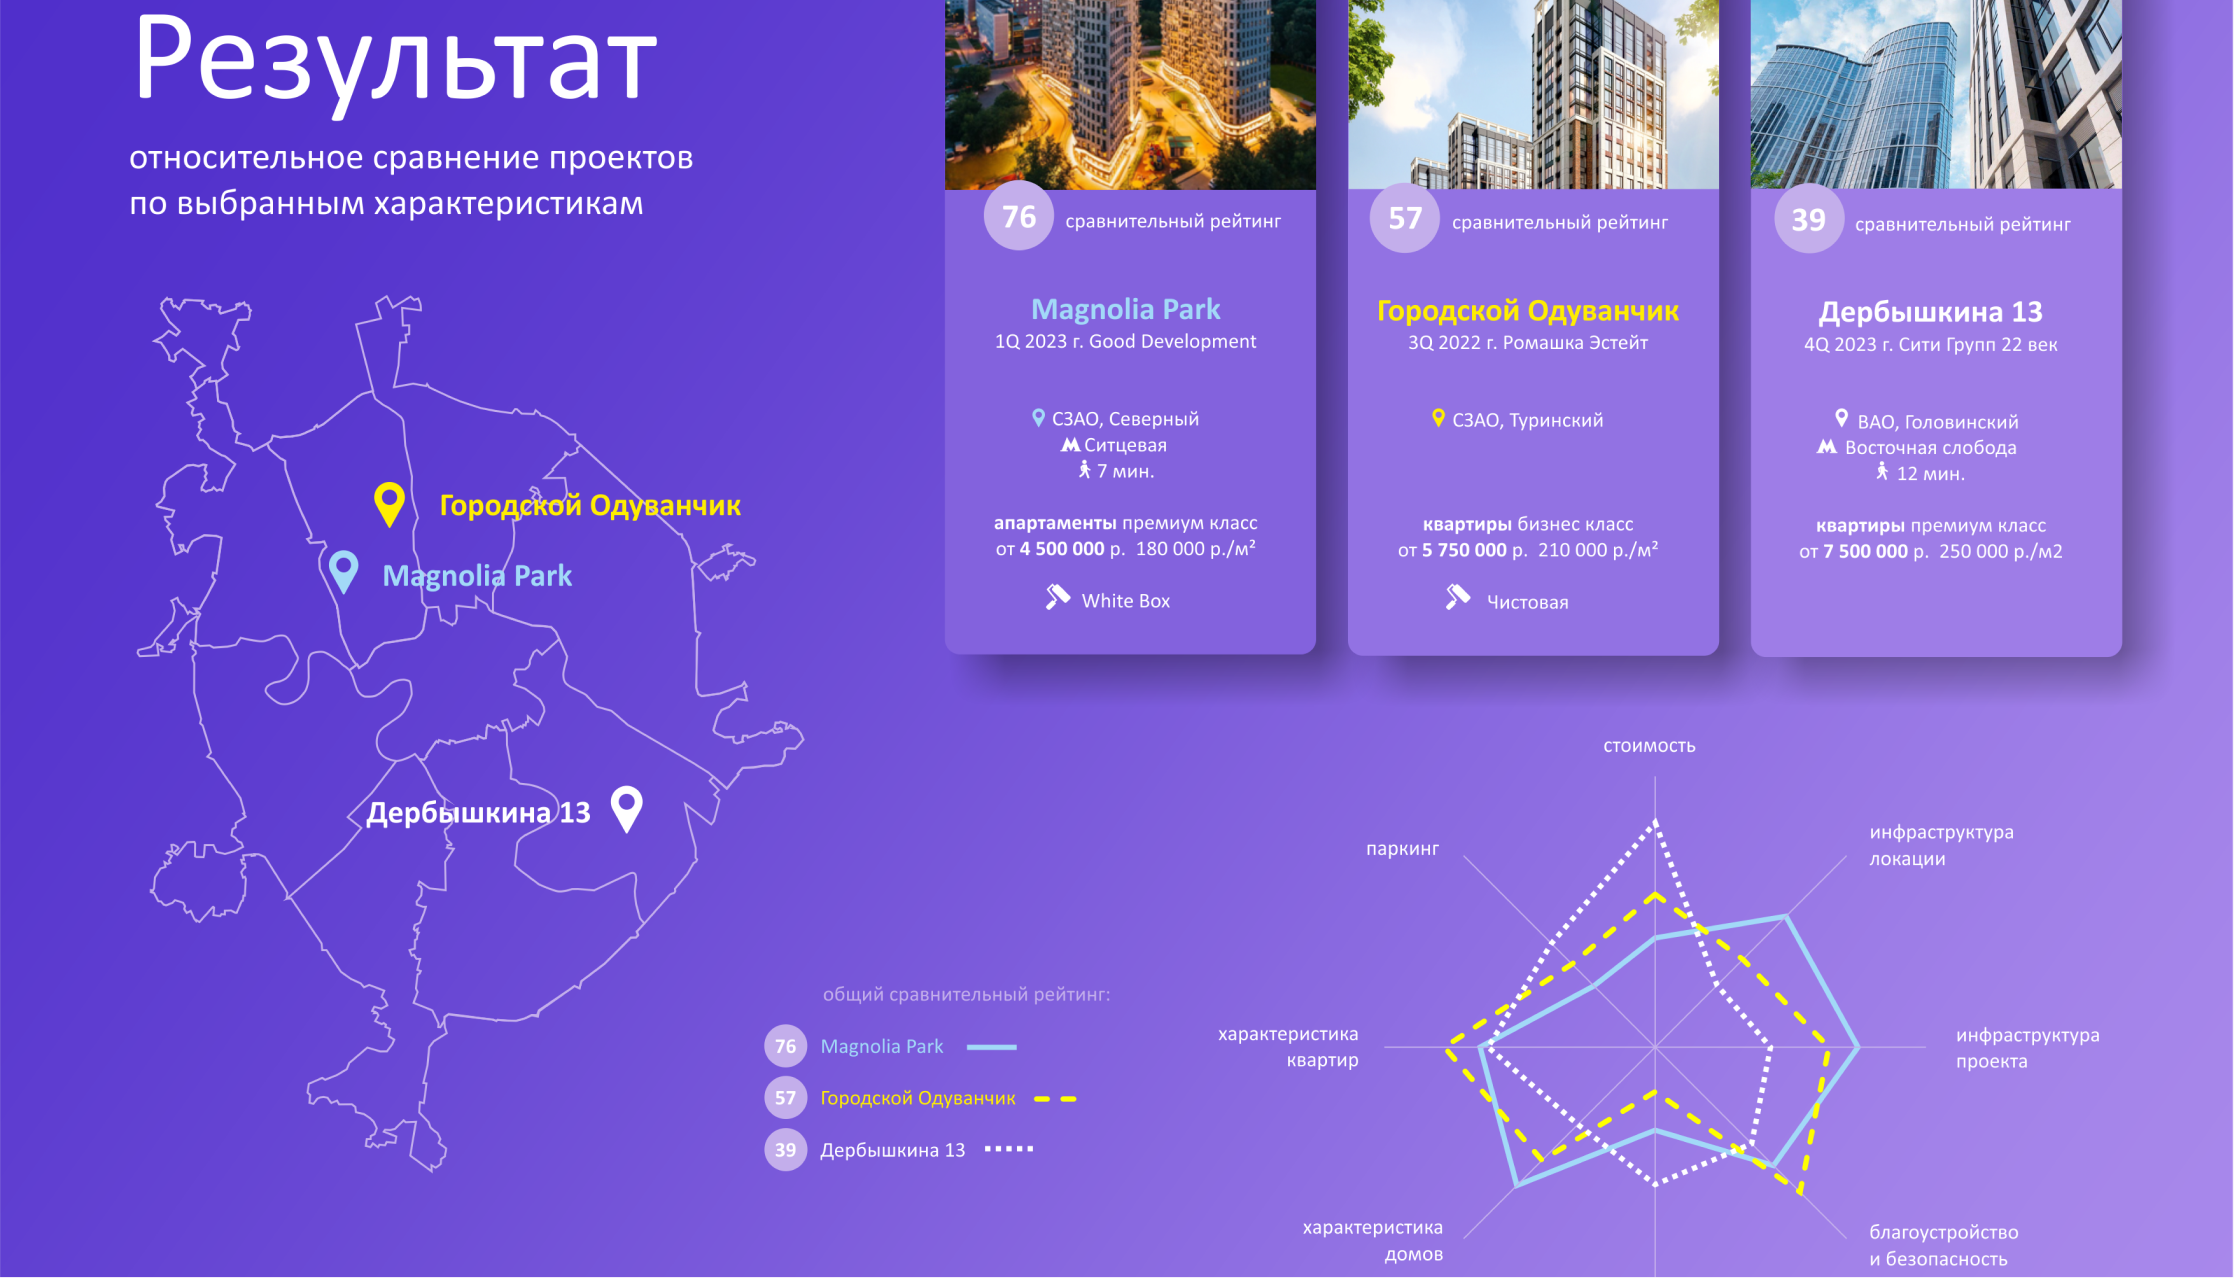 Результат
относительное сравнение проектов
по выбранным характеристикам
Городской Одуванчик
Magnolia Park
Дербышкина 13
76 сравнительный рейтинг
Magnolia Park
1Q 2023 г. Good Development
СЗАО, Северный
Ситцевая
7 мин.
апартаменты премиум класс
от 4 500 000 р. 180 000 р./м²
White Box
57 сравнительный рейтинг
Городской Одуванчик
3Q 2022 г. Ромашка Эстейт
СЗАО, Туринский
квартиры бизнес класс
от 5 750 000 р. 210 000 р./м²
Чистовая
39 сравнительный рейтинг
Дербышкина 13
4Q 2023 г. Сити Групп 22 век
ВАО, Головинский
Восточная слобода
12 мин.
квартиры премиум класс
от 7 500 000 р. 250 000 р./м2
общий сравнительный рейтинг:
76 Magnolia Park
57 Городской Одуванчик
39 Дербышкина 13
стоимость
инфраструктура
локации
инфраструктура
проекта
благоустройство
и безопасность
характеристика
домов
характеристика
квартир
паркинг